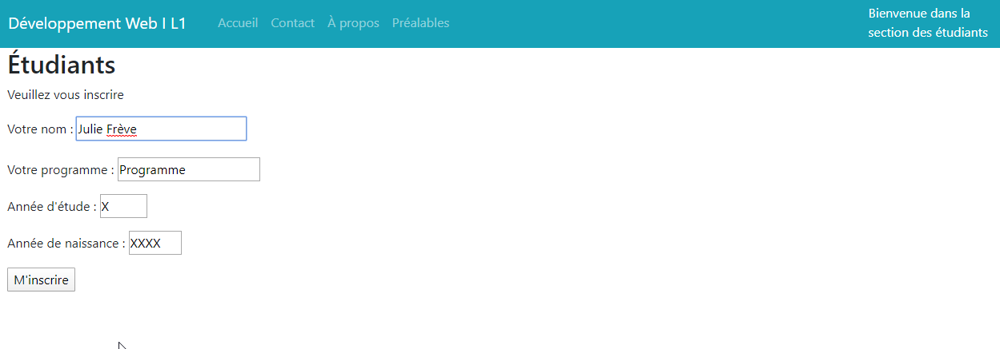 Développement Web I L1 Accueil Contact À propos Préalables
Bienvenue dans la
section des étudiants
Étudiants
Veuillez vous inscrire
Votre nom : Julie Frève
Votre programme : Programme
Année d'étude : X
Année de naissance : XXXX
M'inscrire